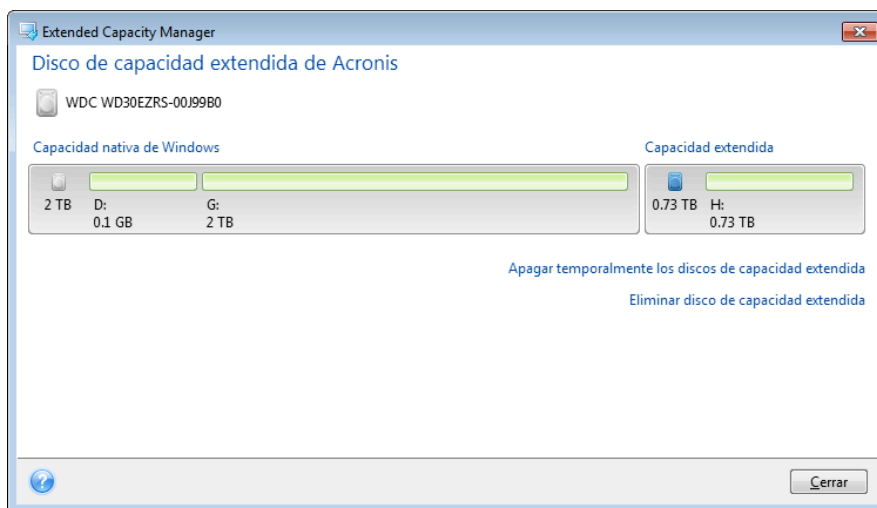 Extended Capacity Manager
Disco de capacidad extendida de Acronis
WDC WD30EZRS-00J99B0
Capacidad nativa de Windows
Capacidad extendida
2 TB D: G: 0.73 TB H:
0.1 GB 2 TB 0.73 TB
Apagar temporalmente los discos de capacidad extendida
Eliminar disco de capacidad extendida
Cerrar